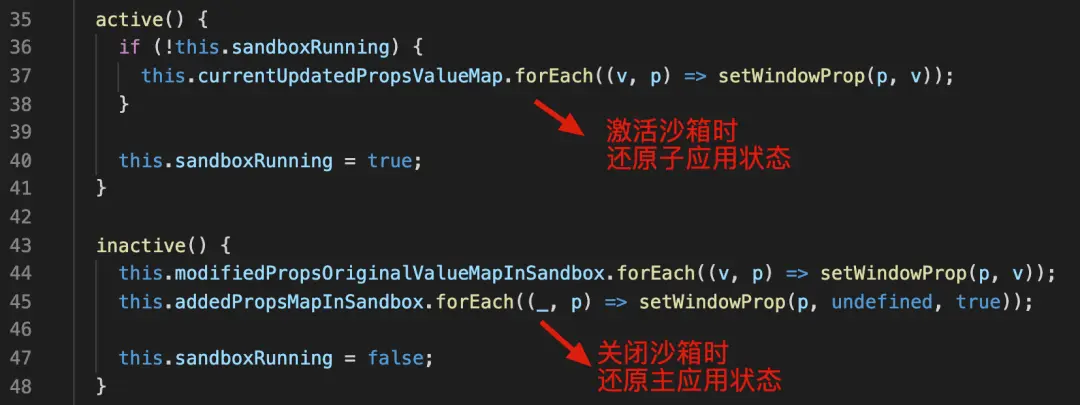 35 active() {
36 if (!this.sandboxRunning) {
37 this.currentUpdatedPropsValueMap.forEach((v, p) => setWindowProp(p, v));
38 }
39
激活沙箱时
40 this.sandboxRunning = true;
还原子应用状态
41 }
42
43 inactive() {
44 this.modifiedPropsOriginalValueMapInSandbox.forEach((v, p) => setWindowProp(p, v));
45 this.addedPropsMapInSandbox.forEach((_, p) => setWindowProp(p, undefined, true));
46
47 this.sandboxRunning = false;
关闭沙箱时
还原主应用状态
48 }